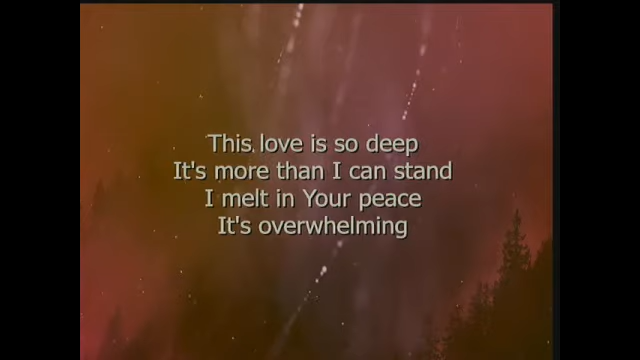 This love is so deep
It's more than I can stand
I melt in Your peace
It's overwhelming